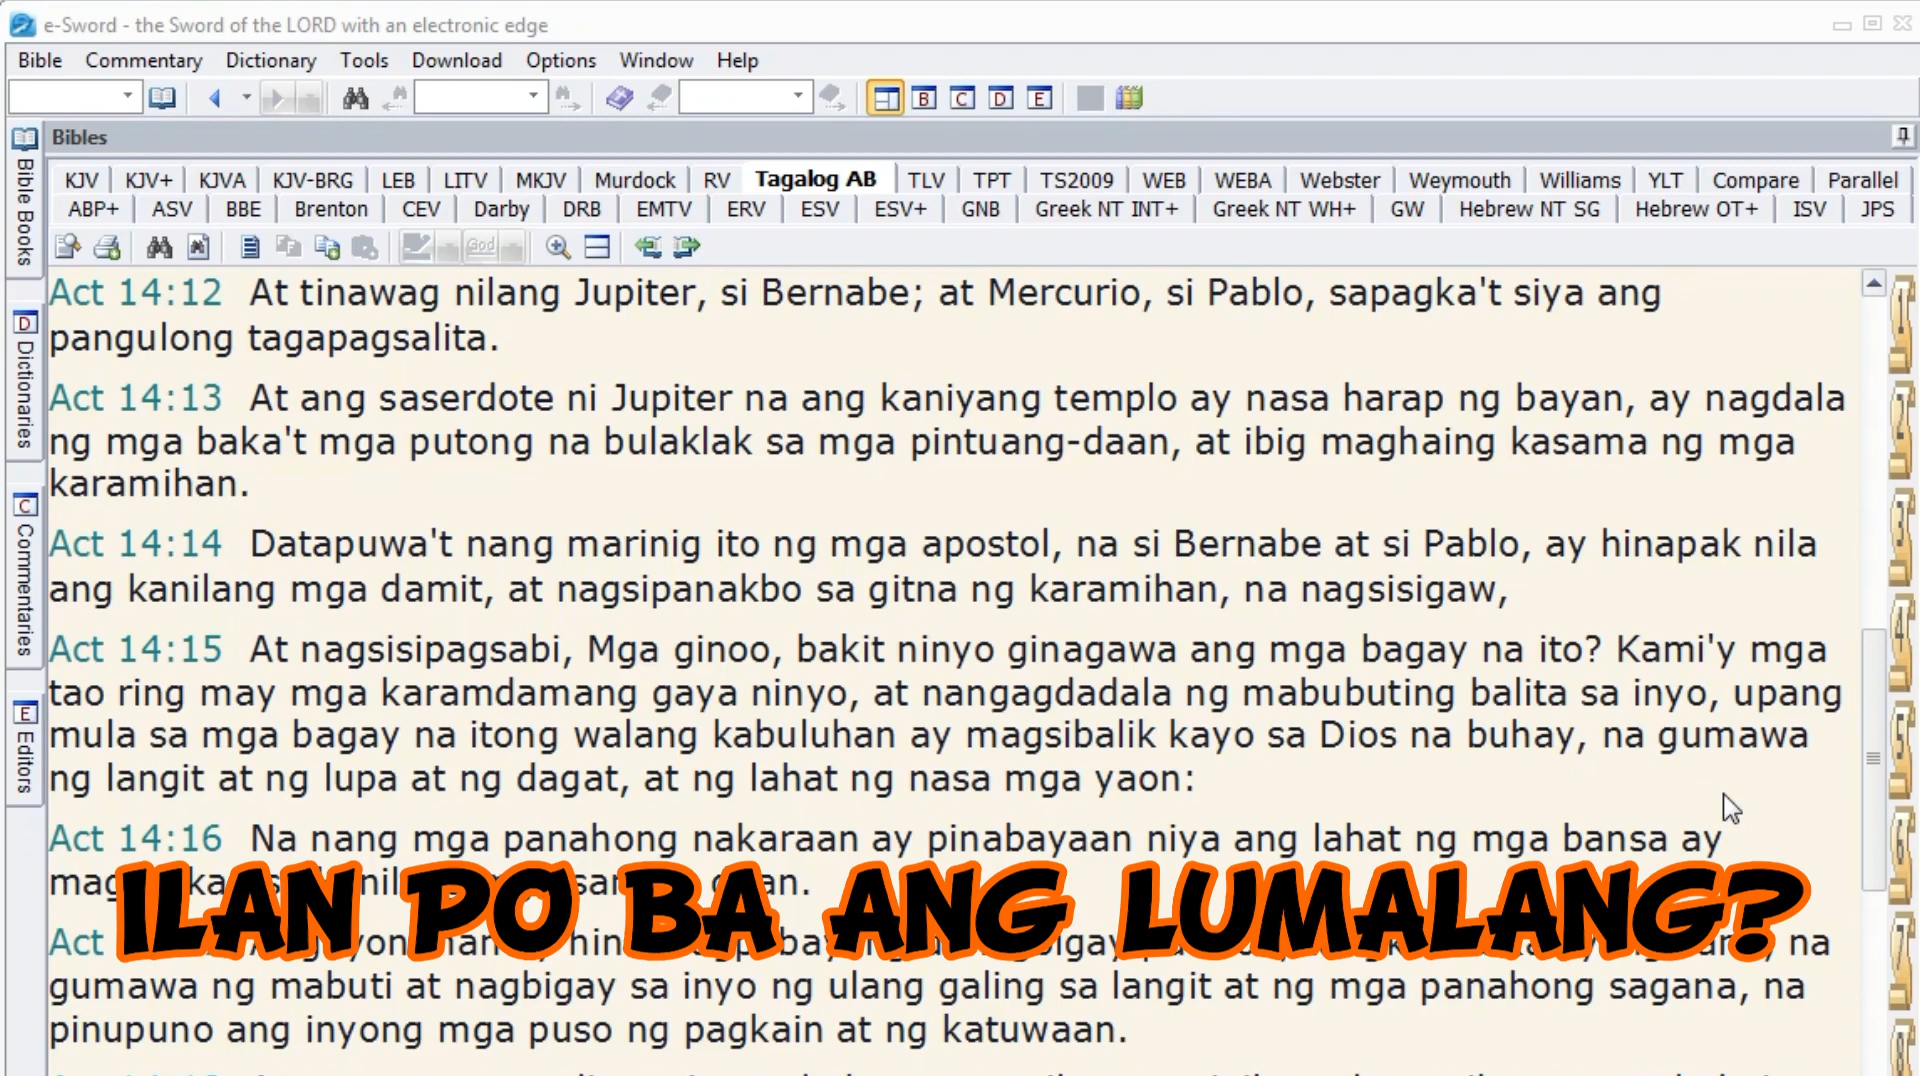 e-Sword - the Sword of the LORD with an electronic edge
Bible Commentary Dictionary Tools Download Options Window Help
B C D E
Bibles
KJV KJV+ KJVA KJV-BRG LEB LITV MKJV Murdock RV Tagalog AB TLV TPT TS2009 WEB WEBA Webster Weymouth Williams YLT Compare Parallel
ABP+ ASV BBE Brenton CEV Darby DRB EMTV ERV ESV ESV+ GNB Greek NT INT+ Greek NT WH+ GW Hebrew NT SG Hebrew OT+ ISV JPS
God
Bible Books
D Dictionaries
C Commentaries
E Editors
Act 14:12 At tinawag nilang Jupiter, si Bernabe; at Mercurio, si Pablo, sapagka't siya ang
pangulong tagapagsalita.
Act 14:13 At ang saserdote ni Jupiter na ang kaniyang templo ay nasa harap ng bayan, ay nagdala
ng mga baka't mga putong na bulaklak sa mga pintuang-daan, at ibig maghaing kasama ng mga
karamihan.
Act 14:14 Datapuwa't nang marinig ito ng mga apostol, na si Bernabe at si Pablo, ay hinapak nila
ang kanilang mga damit, at nagsipanakbo sa gitna ng karamihan, na nagsisigaw,
Act 14:15 At nagsisipagsabi, Mga ginoo, bakit ninyo ginagawa ang mga bagay na ito? Kami'y mga
tao ring may mga karamdamang gaya ninyo, at nangagdadala ng mabubuting balita sa inyo, upang
mula sa mga bagay na itong walang kabuluhan ay magsibalik kayo sa Dios na buhay, na gumawa
ng langit at ng lupa at ng dagat, at ng lahat ng nasa mga yaon:
Act 14:16 Na nang mga panahong nakaraan ay pinabayaan niya ang lahat ng mga bansa ay
ILAN PO BA ANG LUMALANG?
Act na
gumawa ng mabuti at nagbigay sa inyo ng ulang galing sa langit at ng mga panahong sagana, na
pinupuno ang inyong mga puso ng pagkain at ng katuwaan.
1
2
3
4
5
6
7
8